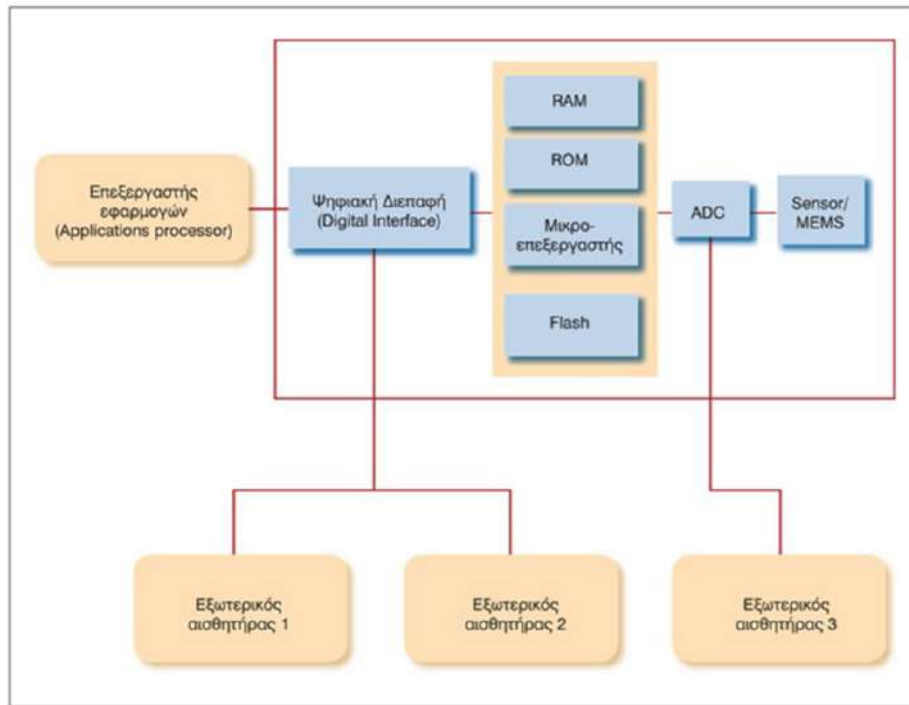 RAM
ROM
Μικρο-
επεξεργαστής
Flash
Επεξεργαστής
εφαρμογών
(Applications processor)
Ψηφιακή Διεπαφή
(Digital Interface)
ADC
Sensor/
MEMS
Εξωτερικός
αισθητήρας 1
Εξωτερικός
αισθητήρας 2
Εξωτερικός
αισθητήρας 3